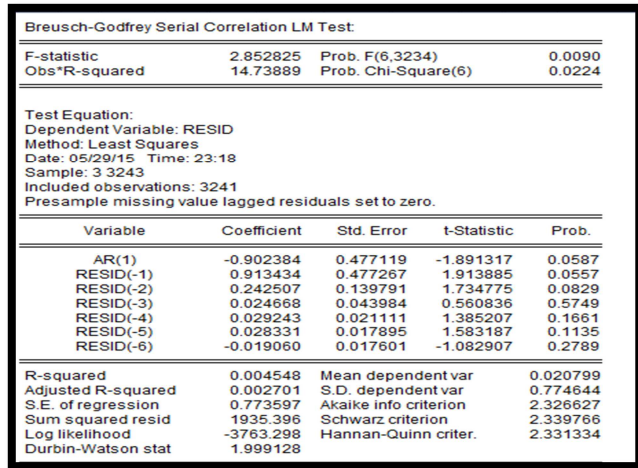 Breusch-Godfrey Serial Correlation LM Test:
F-statistic 2.852825 Prob. F(6,3234) 0.0090
Obs*R-squared 14.73889 Prob. Chi-Square(6) 0.0224
Test Equation:
Dependent Variable: RESID
Method: Least Squares
Date: 05/29/15 Time: 23:18
Sample: 3 3243
Included observations: 3241
Presample missing value lagged residuals set to zero.
Variable Coefficient Std. Error t-Statistic Prob.
AR(1) -0.902384 0.477119 -1.891317 0.0587
RESID(-1) 0.913434 0.477267 1.913885 0.0557
RESID(-2) 0.242507 0.139791 1.734775 0.0829
RESID(-3) 0.024668 0.043984 0.560836 0.5749
RESID(-4) 0.029243 0.021111 1.385207 0.1661
RESID(-5) 0.028331 0.017895 1.583187 0.1135
RESID(-6) -0.019060 0.017601 -1.082907 0.2789
R-squared 0.004548 Mean dependent var 0.020799
Adjusted R-squared 0.002701 S.D. dependent var 0.774644
S.E. of regression 0.773597 Akaike info criterion 2.326627
Sum squared resid 1935.396 Schwarz criterion 2.339766
Log likelihood -3763.298 Hannan-Quinn criter. 2.331334
Durbin-Watson stat 1.999128